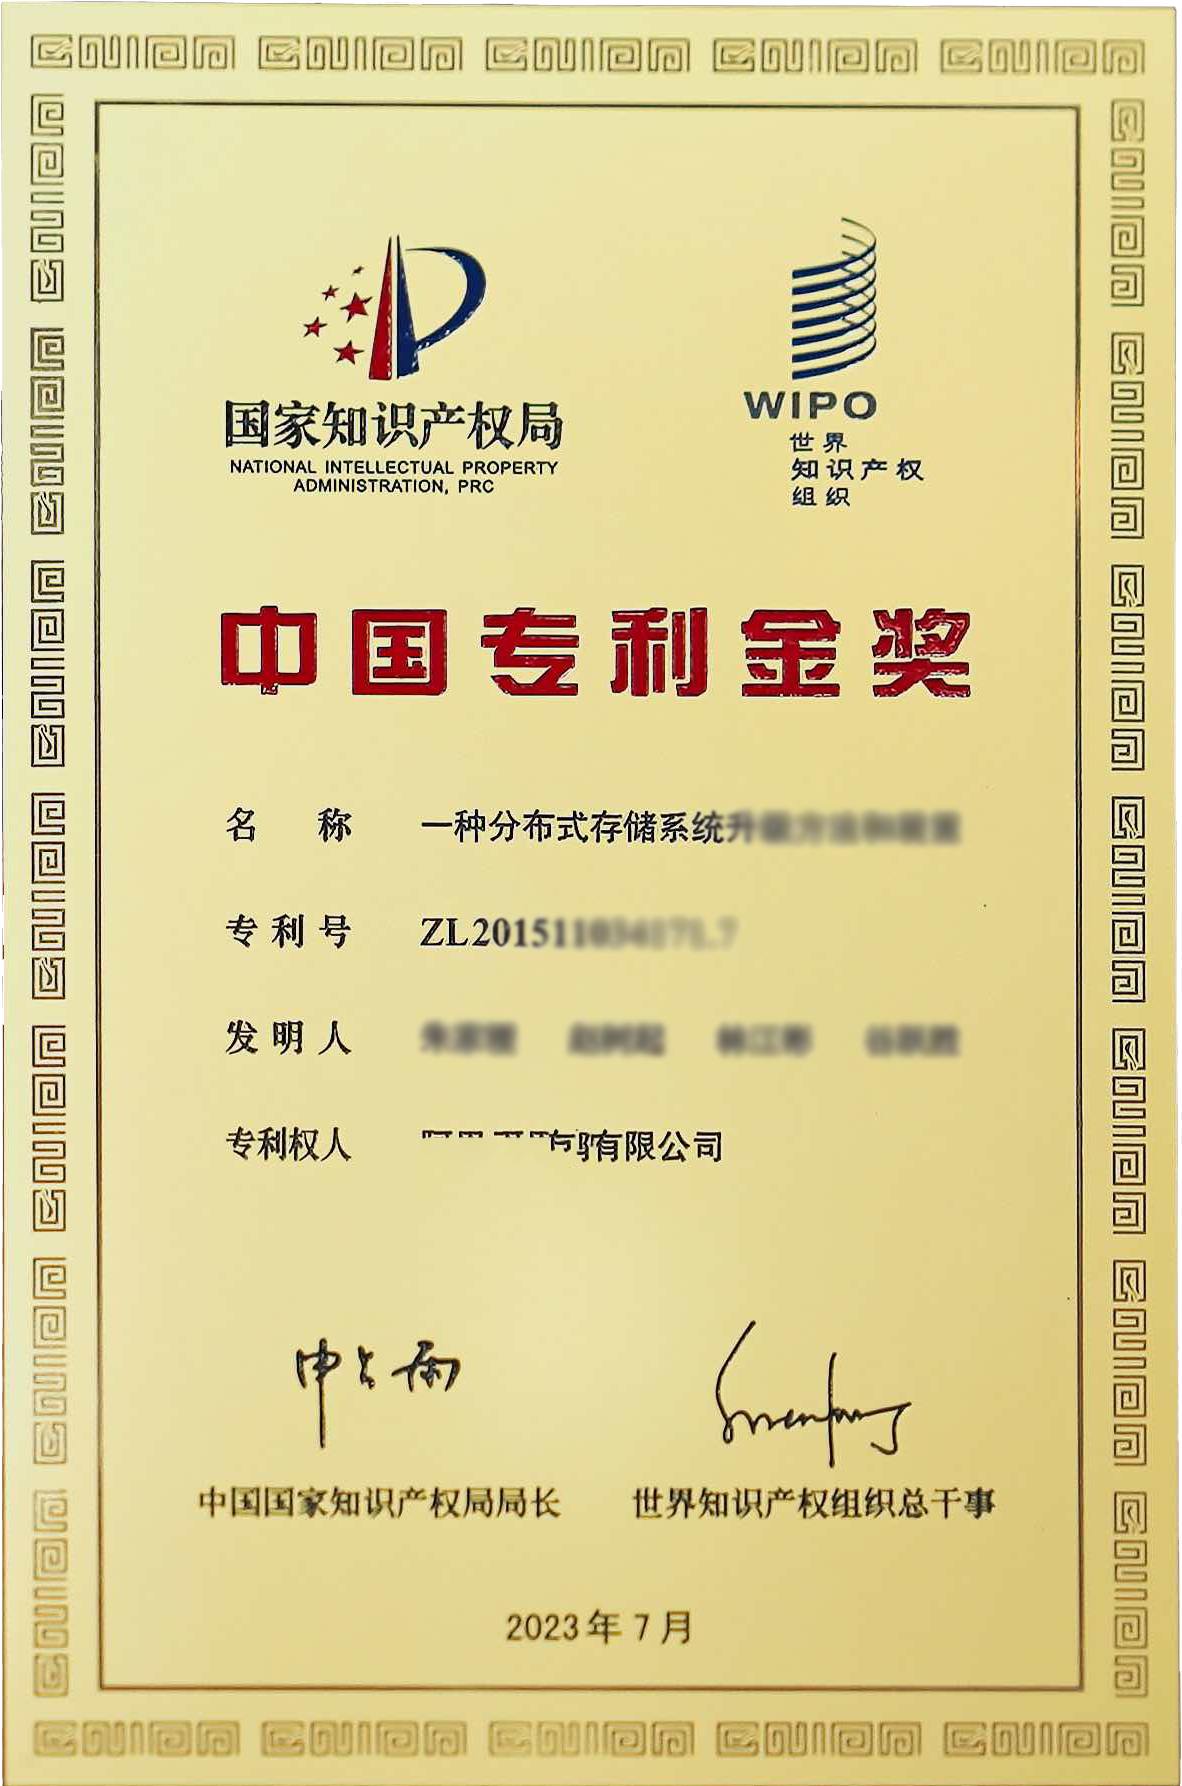 国家知识产权局
NATIONAL INTELLECTUAL PROPERTY
ADMINISTRATION, PRC
WIPO
世界
知识产权
组织
中国专利金奖
名称 一种分布式存储系统
专利号 ZL201511
发明人
专利权人 有限公司
申长雨
中国国家知识产权局局长 世界知识产权组织总干事
2023年7月